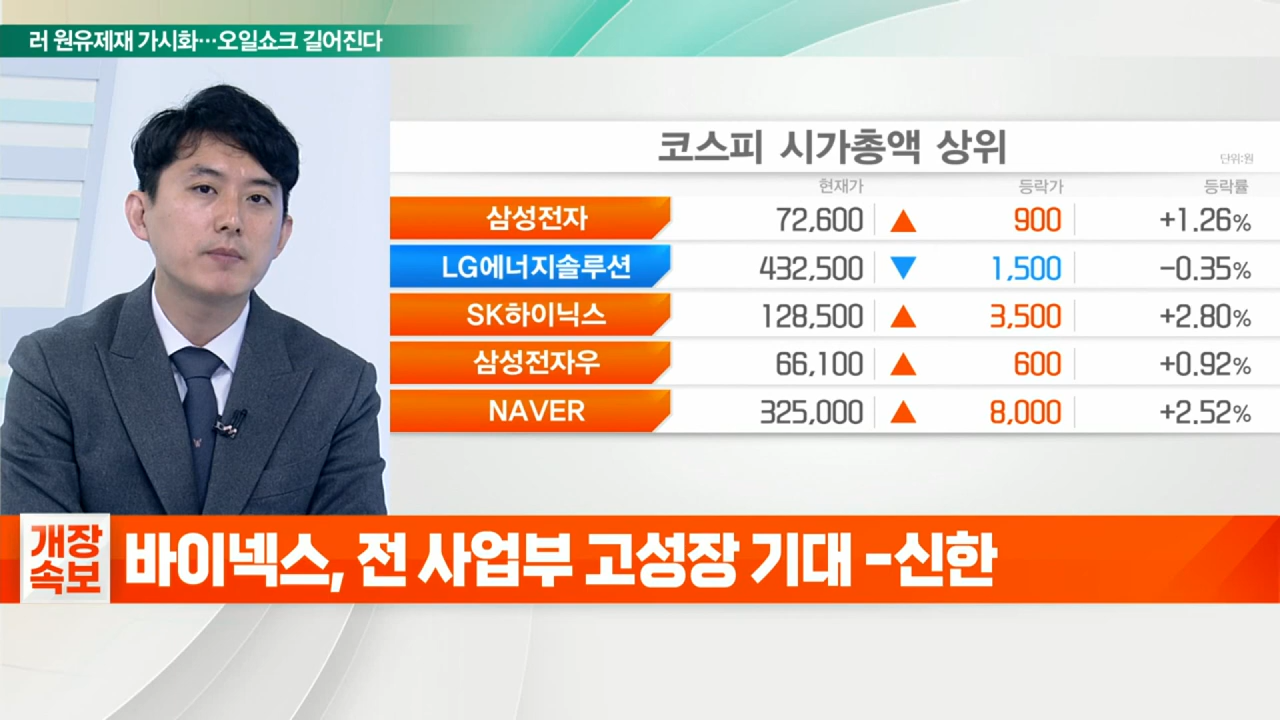 러 원유제재 가시화…오일쇼크 길어진다
코스피 시가총액 상위
단위:원
현재가 등락가 등락률
삼성전자 72,600 ▲ 900 +1.26%
LG에너지솔루션 432,500 ▼ 1,500 -0.35%
SK하이닉스 128,500 ▲ 3,500 +2.80%
삼성전자우 66,100 ▲ 600 +0.92%
NAVER 325,000 ▲ 8,000 +2.52%
개장
속보
바이넥스, 전 사업부 고성장 기대 -신한